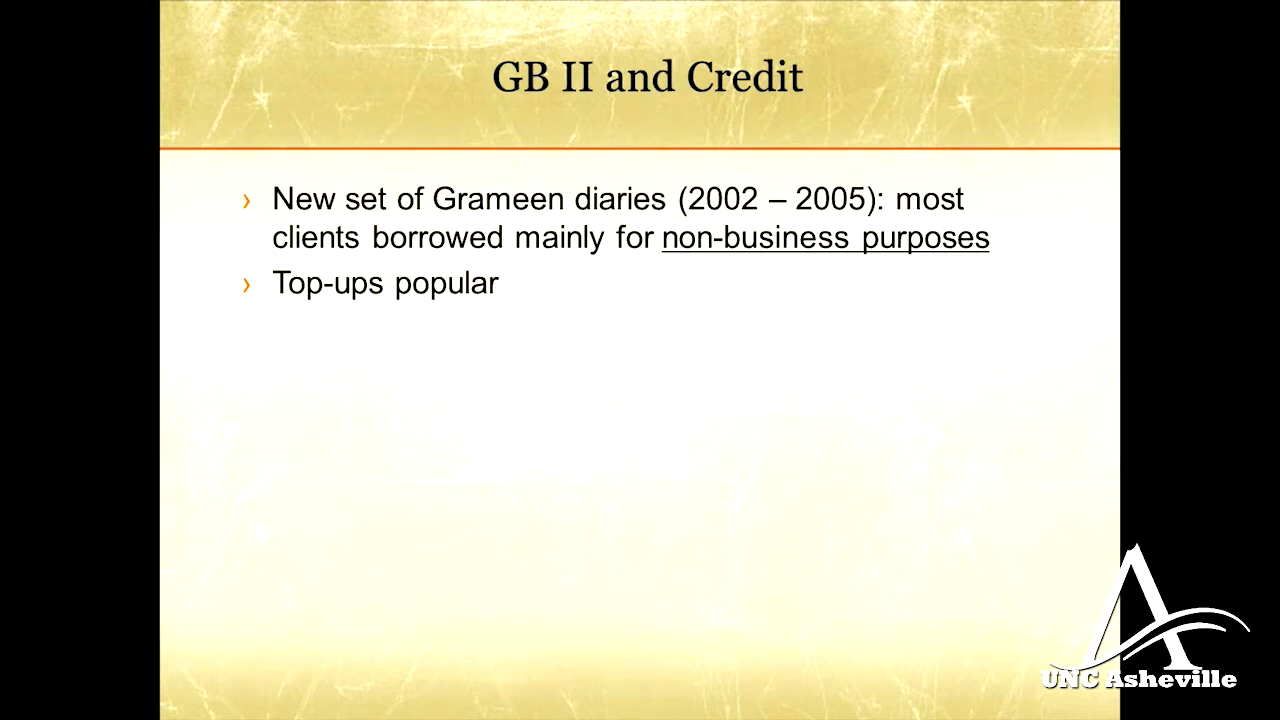 GB II and Credit
› New set of Grameen diaries (2002 – 2005): most
clients borrowed mainly for non-business purposes
› Top-ups popular
UNC Asheville